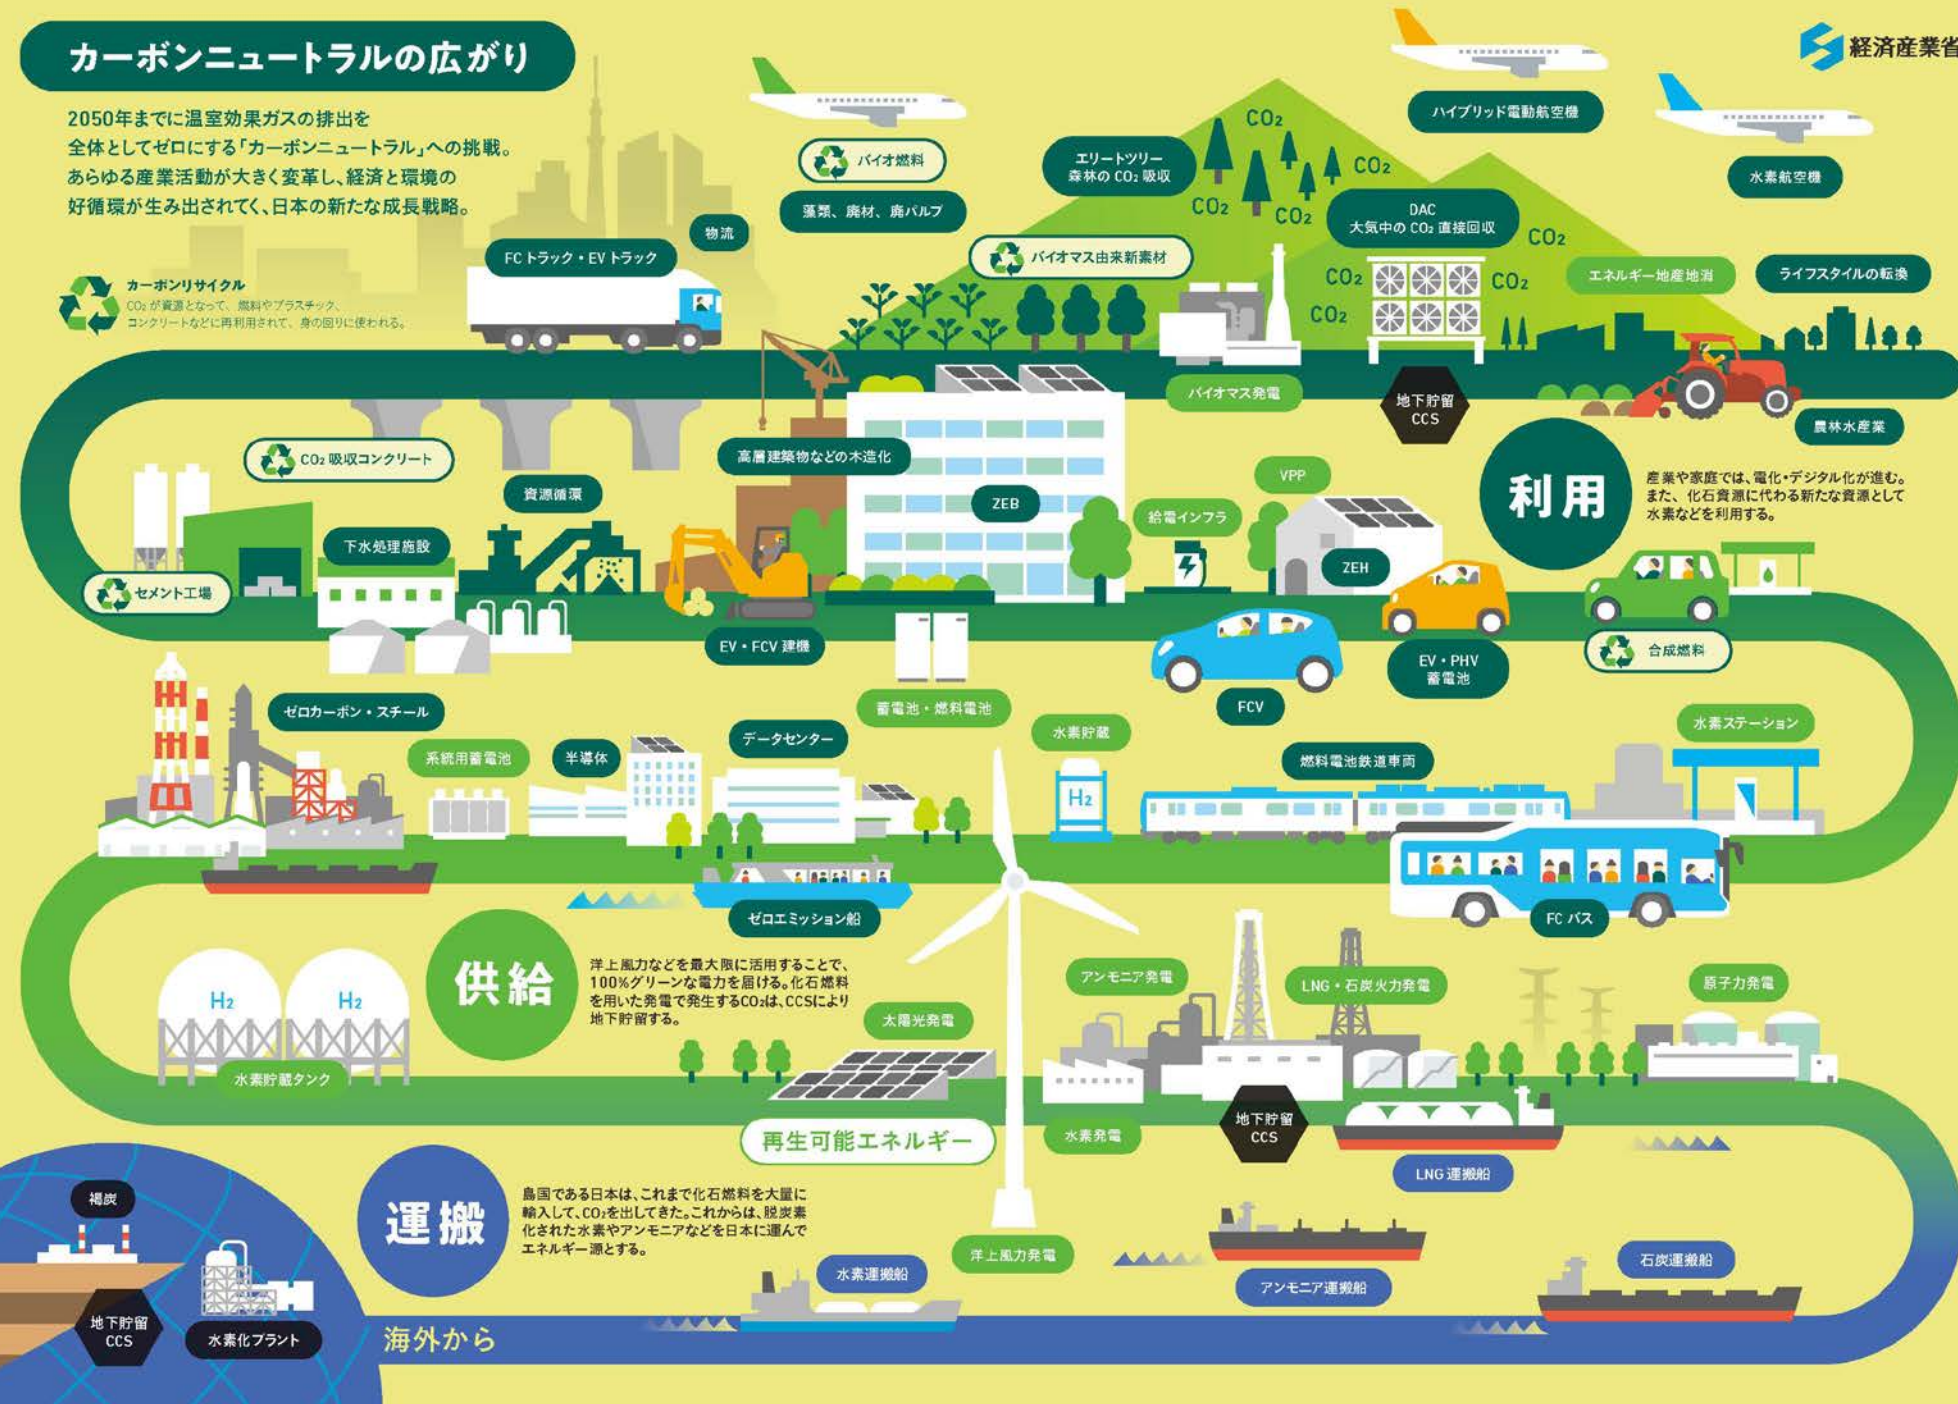 カーボンニュートラルの広がり
経済産業省
2050年までに温室効果ガスの排出を
全体としてゼロにする「カーボンニュートラル」への挑戦。
あらゆる産業活動が大きく変革し、経済と環境の
好循環が生み出されてく、日本の新たな成長戦略。
カーボンリサイクル
CO₂が資源となって、燃料やプラスチック、
コンクリートなどに再利用されて、身の回りに使われる。
FCトラック・EVトラック
物流
バイオ燃料
藻類、廃材、廃パルプ
エリートツリー
森林のCO₂吸収
CO₂
CO₂
CO₂
CO₂
ハイブリッド電動航空機
水素航空機
バイオマス由来新素材
DAC
大気中のCO₂直接回収
CO₂
CO₂
CO₂
CO₂
エネルギー地産地消
ライフスタイルの転換
バイオマス発電
地下貯留
CCS
農林水産業
利用
産業や家庭では、電化・デジタル化が進む。
また、化石資源に代わる新たな資源として
水素などを利用する。
CO₂吸収コンクリート
資源循環
高層建築物などの木造化
ZEB
VPP
給電インフラ
ZEH
下水処理施設
セメント工場
EV・FCV建機
蓄電池・燃料電池
FCV
EV・PHV
蓄電池
合成燃料
ゼロカーボン・スチール
系統用蓄電池
半導体
データセンター
水素貯蔵
H₂
燃料電池鉄道車両
水素ステーション
ゼロエミッション船
FCバス
H₂
H₂
水素貯蔵タンク
供給
洋上風力などを最大限に活用することで、
100%グリーンな電力を届ける。化石燃料
を用いた発電で発生するCO₂は、CCSにより
地下貯留する。
太陽光発電
アンモニア発電
LNG・石炭火力発電
原子力発電
再生可能エネルギー
水素発電
地下貯留
CCS
LNG運搬船
褐炭
地下貯留
CCS
水素化プラント
運搬
島国である日本は、これまで化石燃料を大量に
輸入して、CO₂を出してきた。これからは、脱炭素
化された水素やアンモニアなどを日本に運んで
エネルギー源とする。
海外から
水素運搬船
洋上風力発電
アンモニア運搬船
石炭運搬船